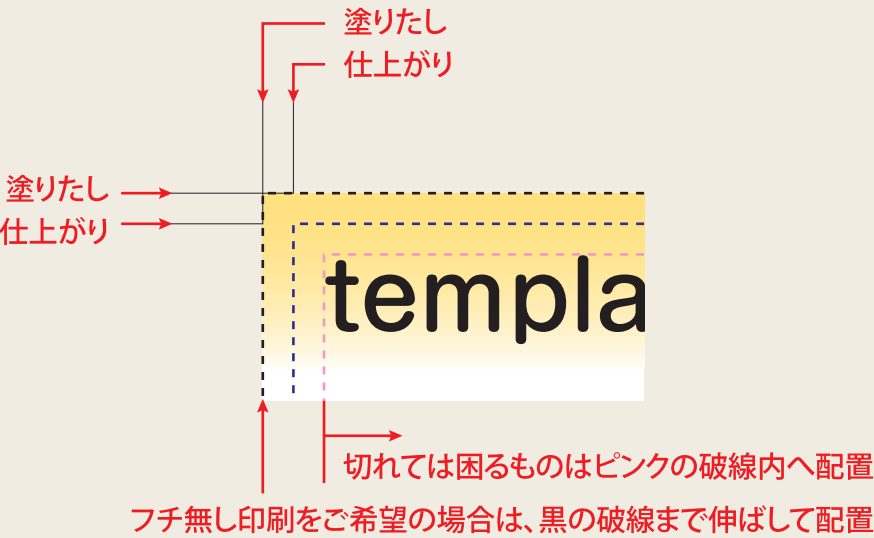 塗りたし
仕上がり
塗りたし
仕上がり
templa
切れては困るものはピンクの破線内へ配置
フチ無し印刷をご希望の場合は、黒の破線まで伸ばして配置